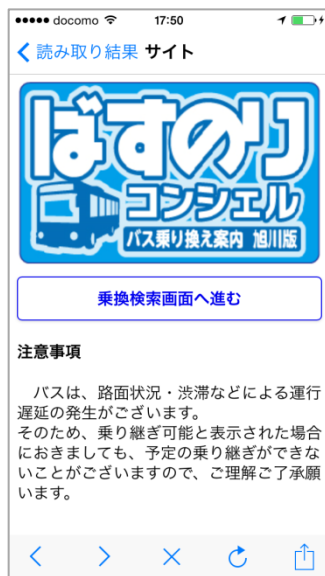 docomo 17:50
読み取り結果 サイト
ばすのり
コンシェル
バス乗り換え案内 旭川版
乗換検索画面へ進む
注意事項
バスは、路面状況・渋滞などによる運行
遅延の発生がございます。
そのため、乗り継ぎ可能と表示された場合
におきましても、予定の乗り継ぎができな
いことがございますので、ご理解ご了承願
います。